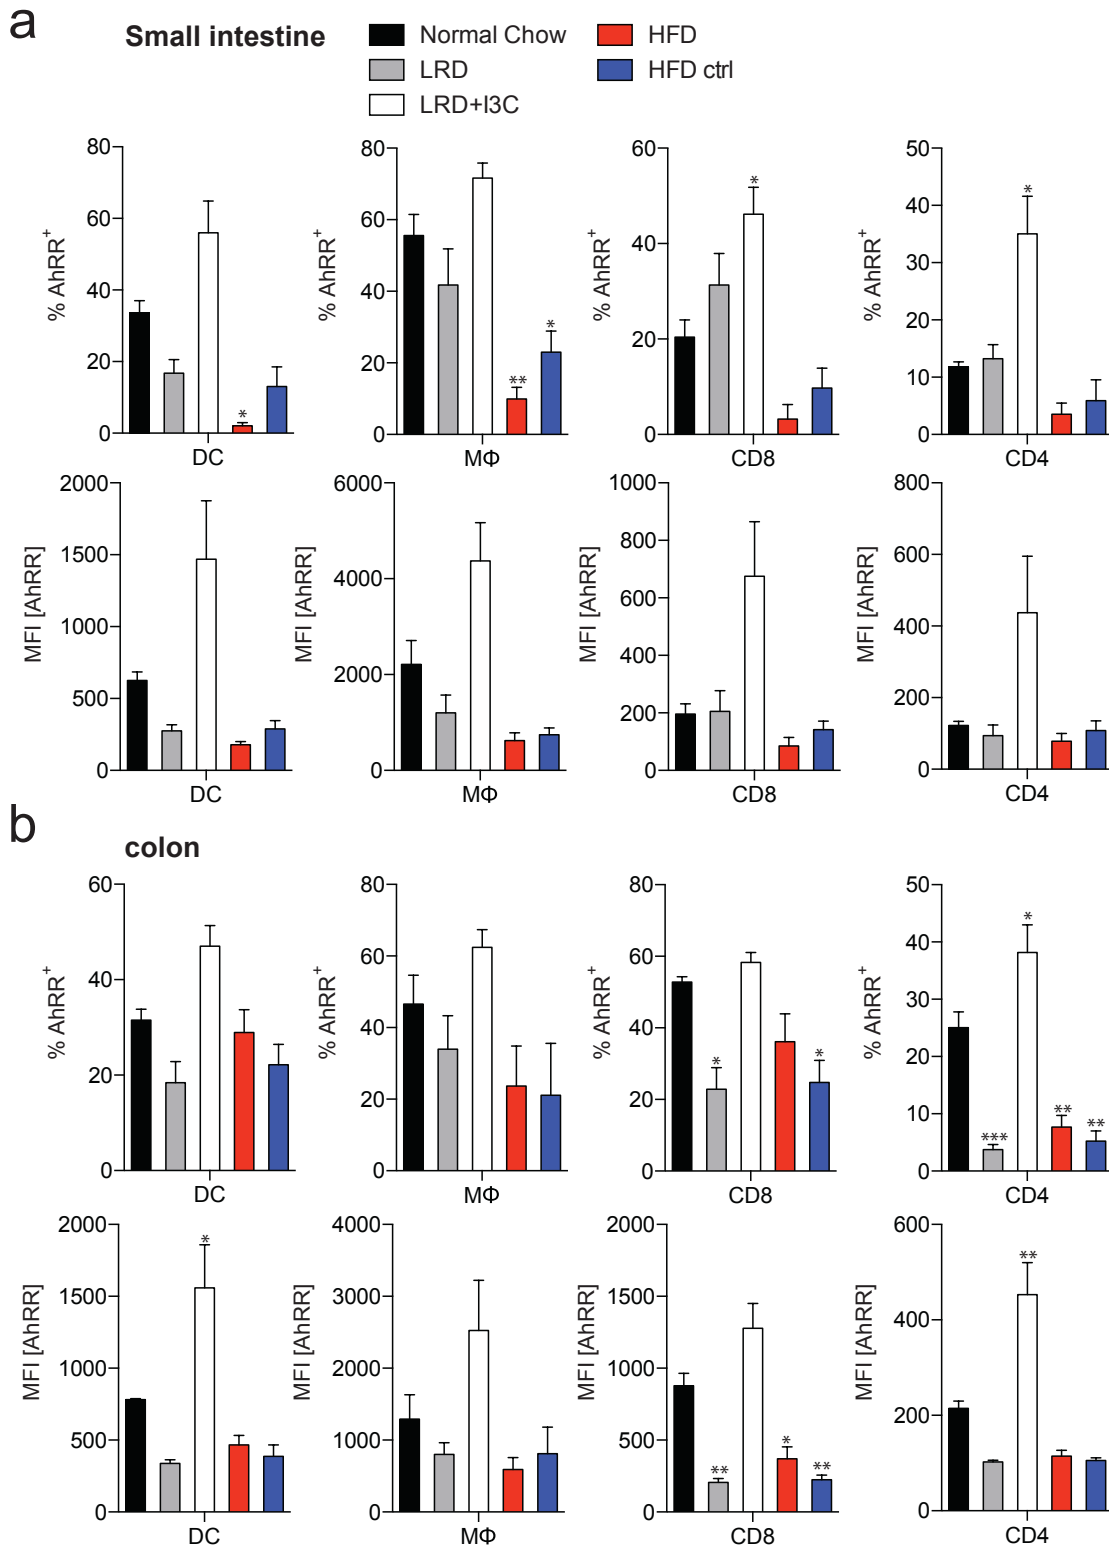 a
Small intestine
Normal Chow
HFD
LRD
HFD ctrl
LRD+I3C
% AhRR+
80
60
40
20
0
*
DC
% AhRR+
80
60
40
20
0
**
*
MΦ
% AhRR+
60
40
20
0
*
CD8
% AhRR+
50
40
30
20
10
0
*
CD4
MFI [AhRR]
2000
1500
1000
500
0
DC
MFI [AhRR]
6000
4000
2000
0
MΦ
MFI [AhRR]
1000
800
600
400
200
0
CD8
MFI [AhRR]
800
600
400
200
0
CD4
b
colon
% AhRR+
60
40
20
0
DC
% AhRR+
80
60
40
20
0
MΦ
% AhRR+
80
60
40
20
0
*
*
CD8
% AhRR+
50
40
30
20
10
0
***
*
**
**
CD4
MFI [AhRR]
2000
1500
1000
500
0
*
DC
MFI [AhRR]
4000
3000
2000
1000
0
MΦ
MFI [AhRR]
2000
1500
1000
500
0
**
*
**
CD8
MFI [AhRR]
600
400
200
0
**
CD4